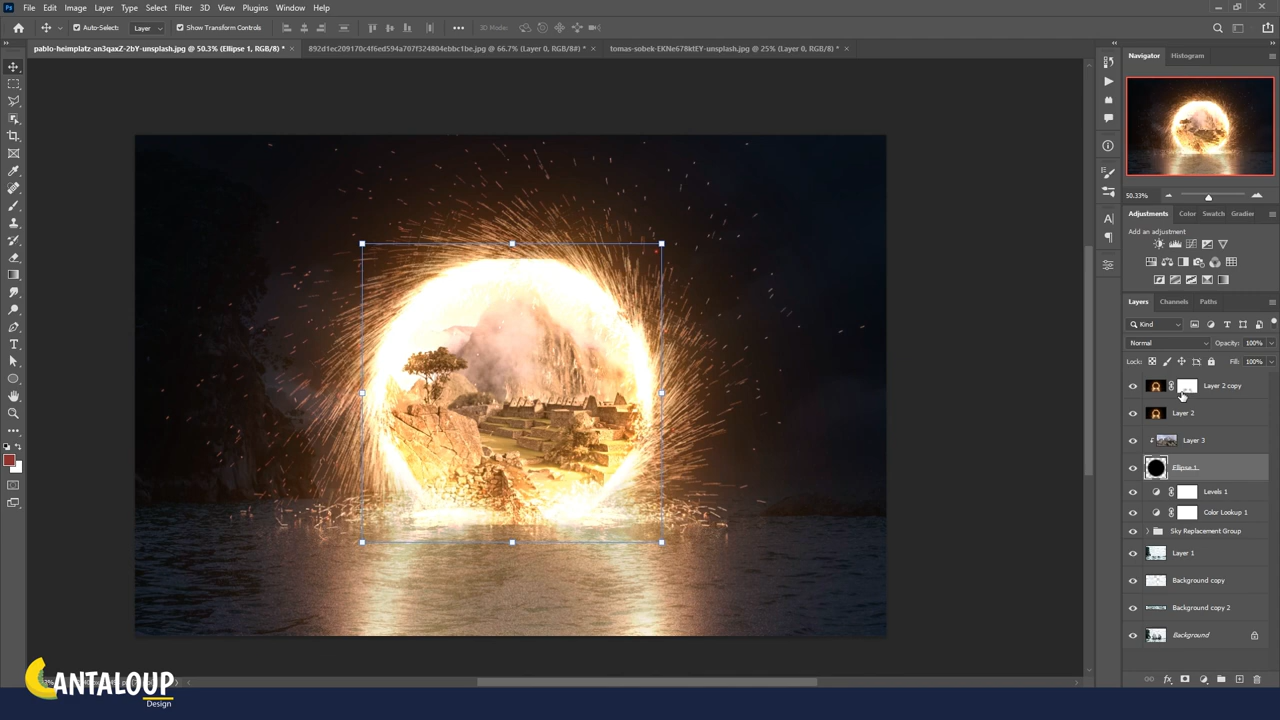 Ps File Edit Image Layer Type Select Filter 3D View Plugins Window Help
Auto-Select: Layer Show Transform Controls 3D Mode:
pablo-heimplatz-an3qaxZ-2bY-unsplash.jpg @ 50.3% (Ellipse 1, RGB/8) *
892d1ec209170c4f6ed594a707f324804ebbc1be.jpg @ 66.7% (Layer 0, RGB/8#) *
tomas-sobek-EKNe678ktEY-unsplash.jpg @ 25% (Layer 0, RGB/8) *
Navigator Histogram
50.33%
Adjustments Color Swatch Gradier
Add an adjustment
Layers Channels Paths
Kind
Normal Opacity: 100%
Lock: Fill: 100%
Layer 2 copy
Layer 2
Layer 3
Ellipse 1
Levels 1
Color Lookup 1
Sky Replacement Group
Layer 1
Background copy
Background copy 2
Background
CANTALOUP
Design